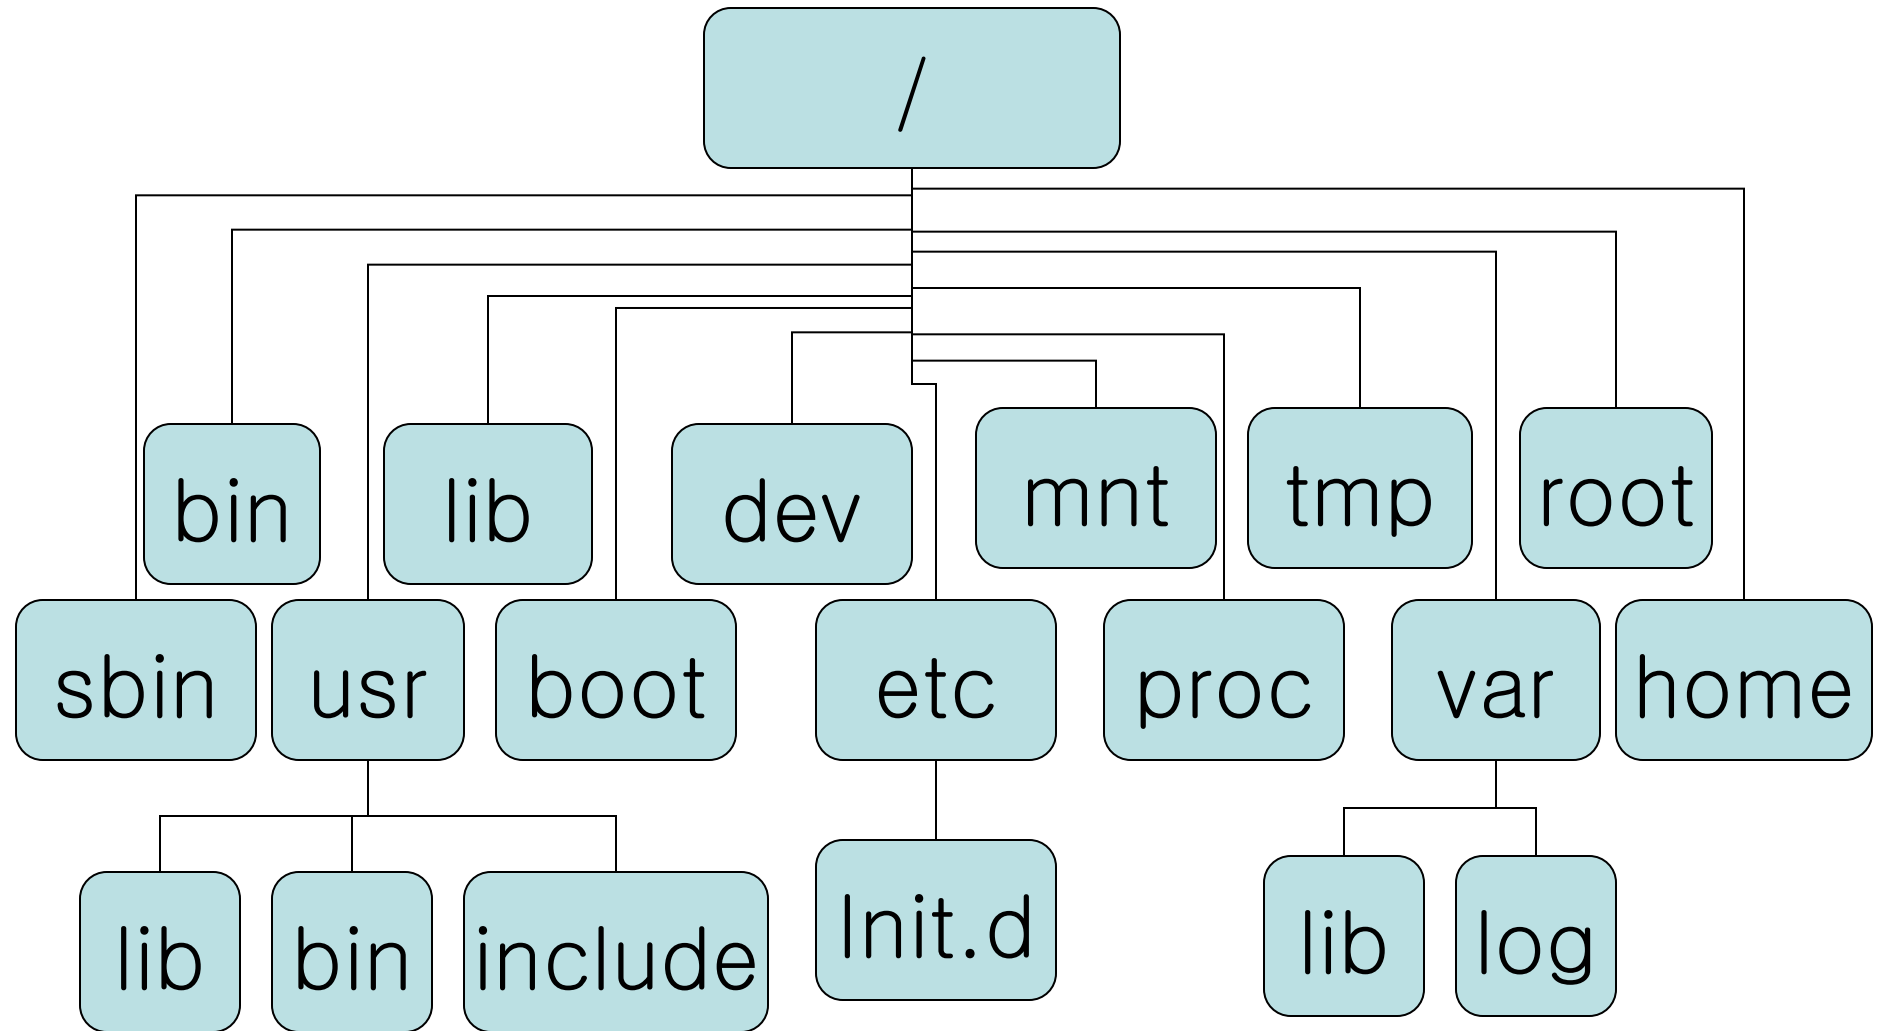 /
bin
lib
dev
mnt
tmp
root
sbin
usr
boot
etc
proc
var
home
lib
bin
include
Init.d
lib
log